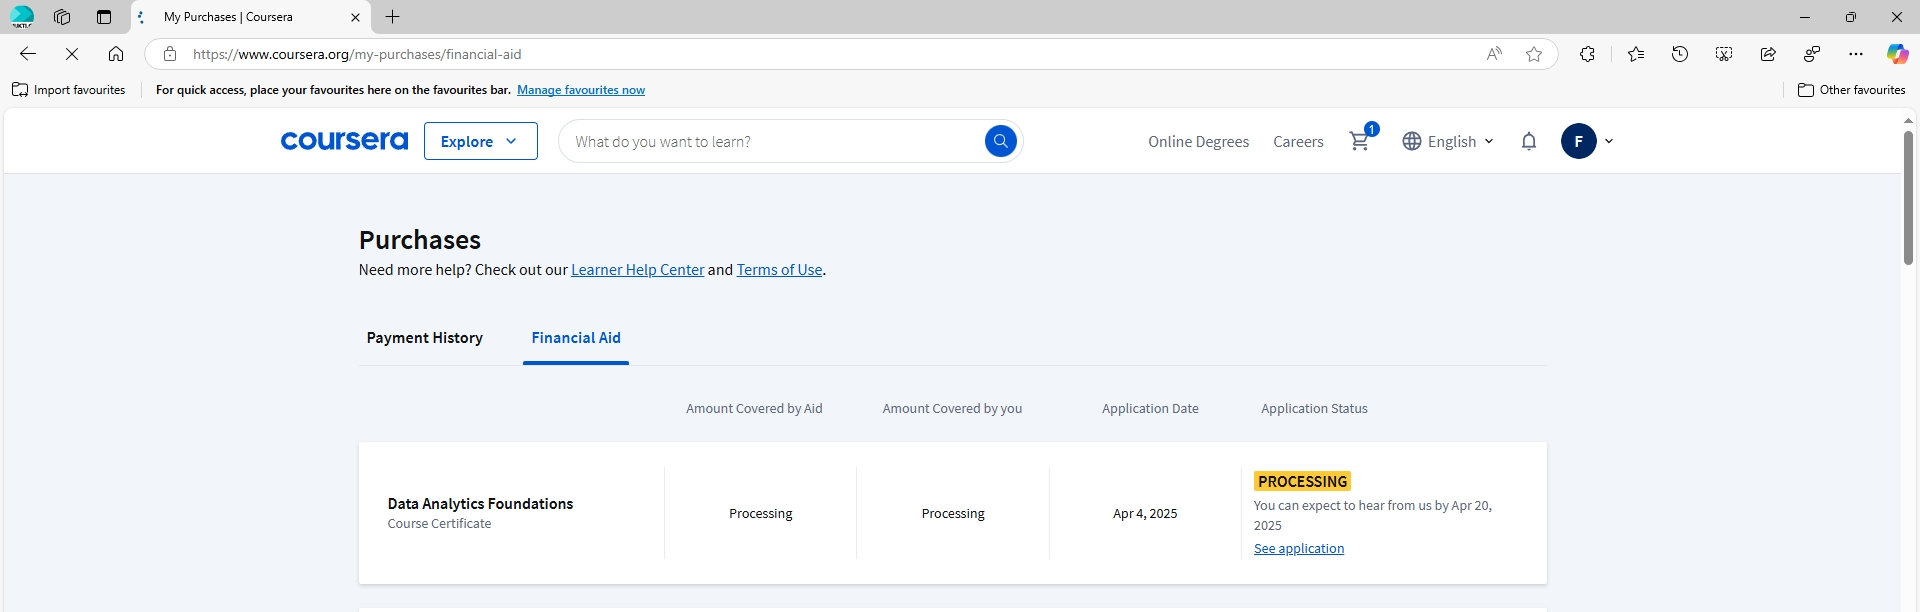 My Purchases | Coursera
https://www.coursera.org/my-purchases/financial-aid
Import favourites
For quick access, place your favourites here on the favourites bar. Manage favourites now
Other favourites
coursera
Explore
What do you want to learn?
Online Degrees
Careers
1
English
F
Purchases
Need more help? Check out our Learner Help Center and Terms of Use.
Payment History
Financial Aid
Amount Covered by Aid
Amount Covered by you
Application Date
Application Status
Data Analytics Foundations
Course Certificate
Processing
Processing
Apr 4, 2025
PROCESSING
You can expect to hear from us by Apr 20,
2025
See application